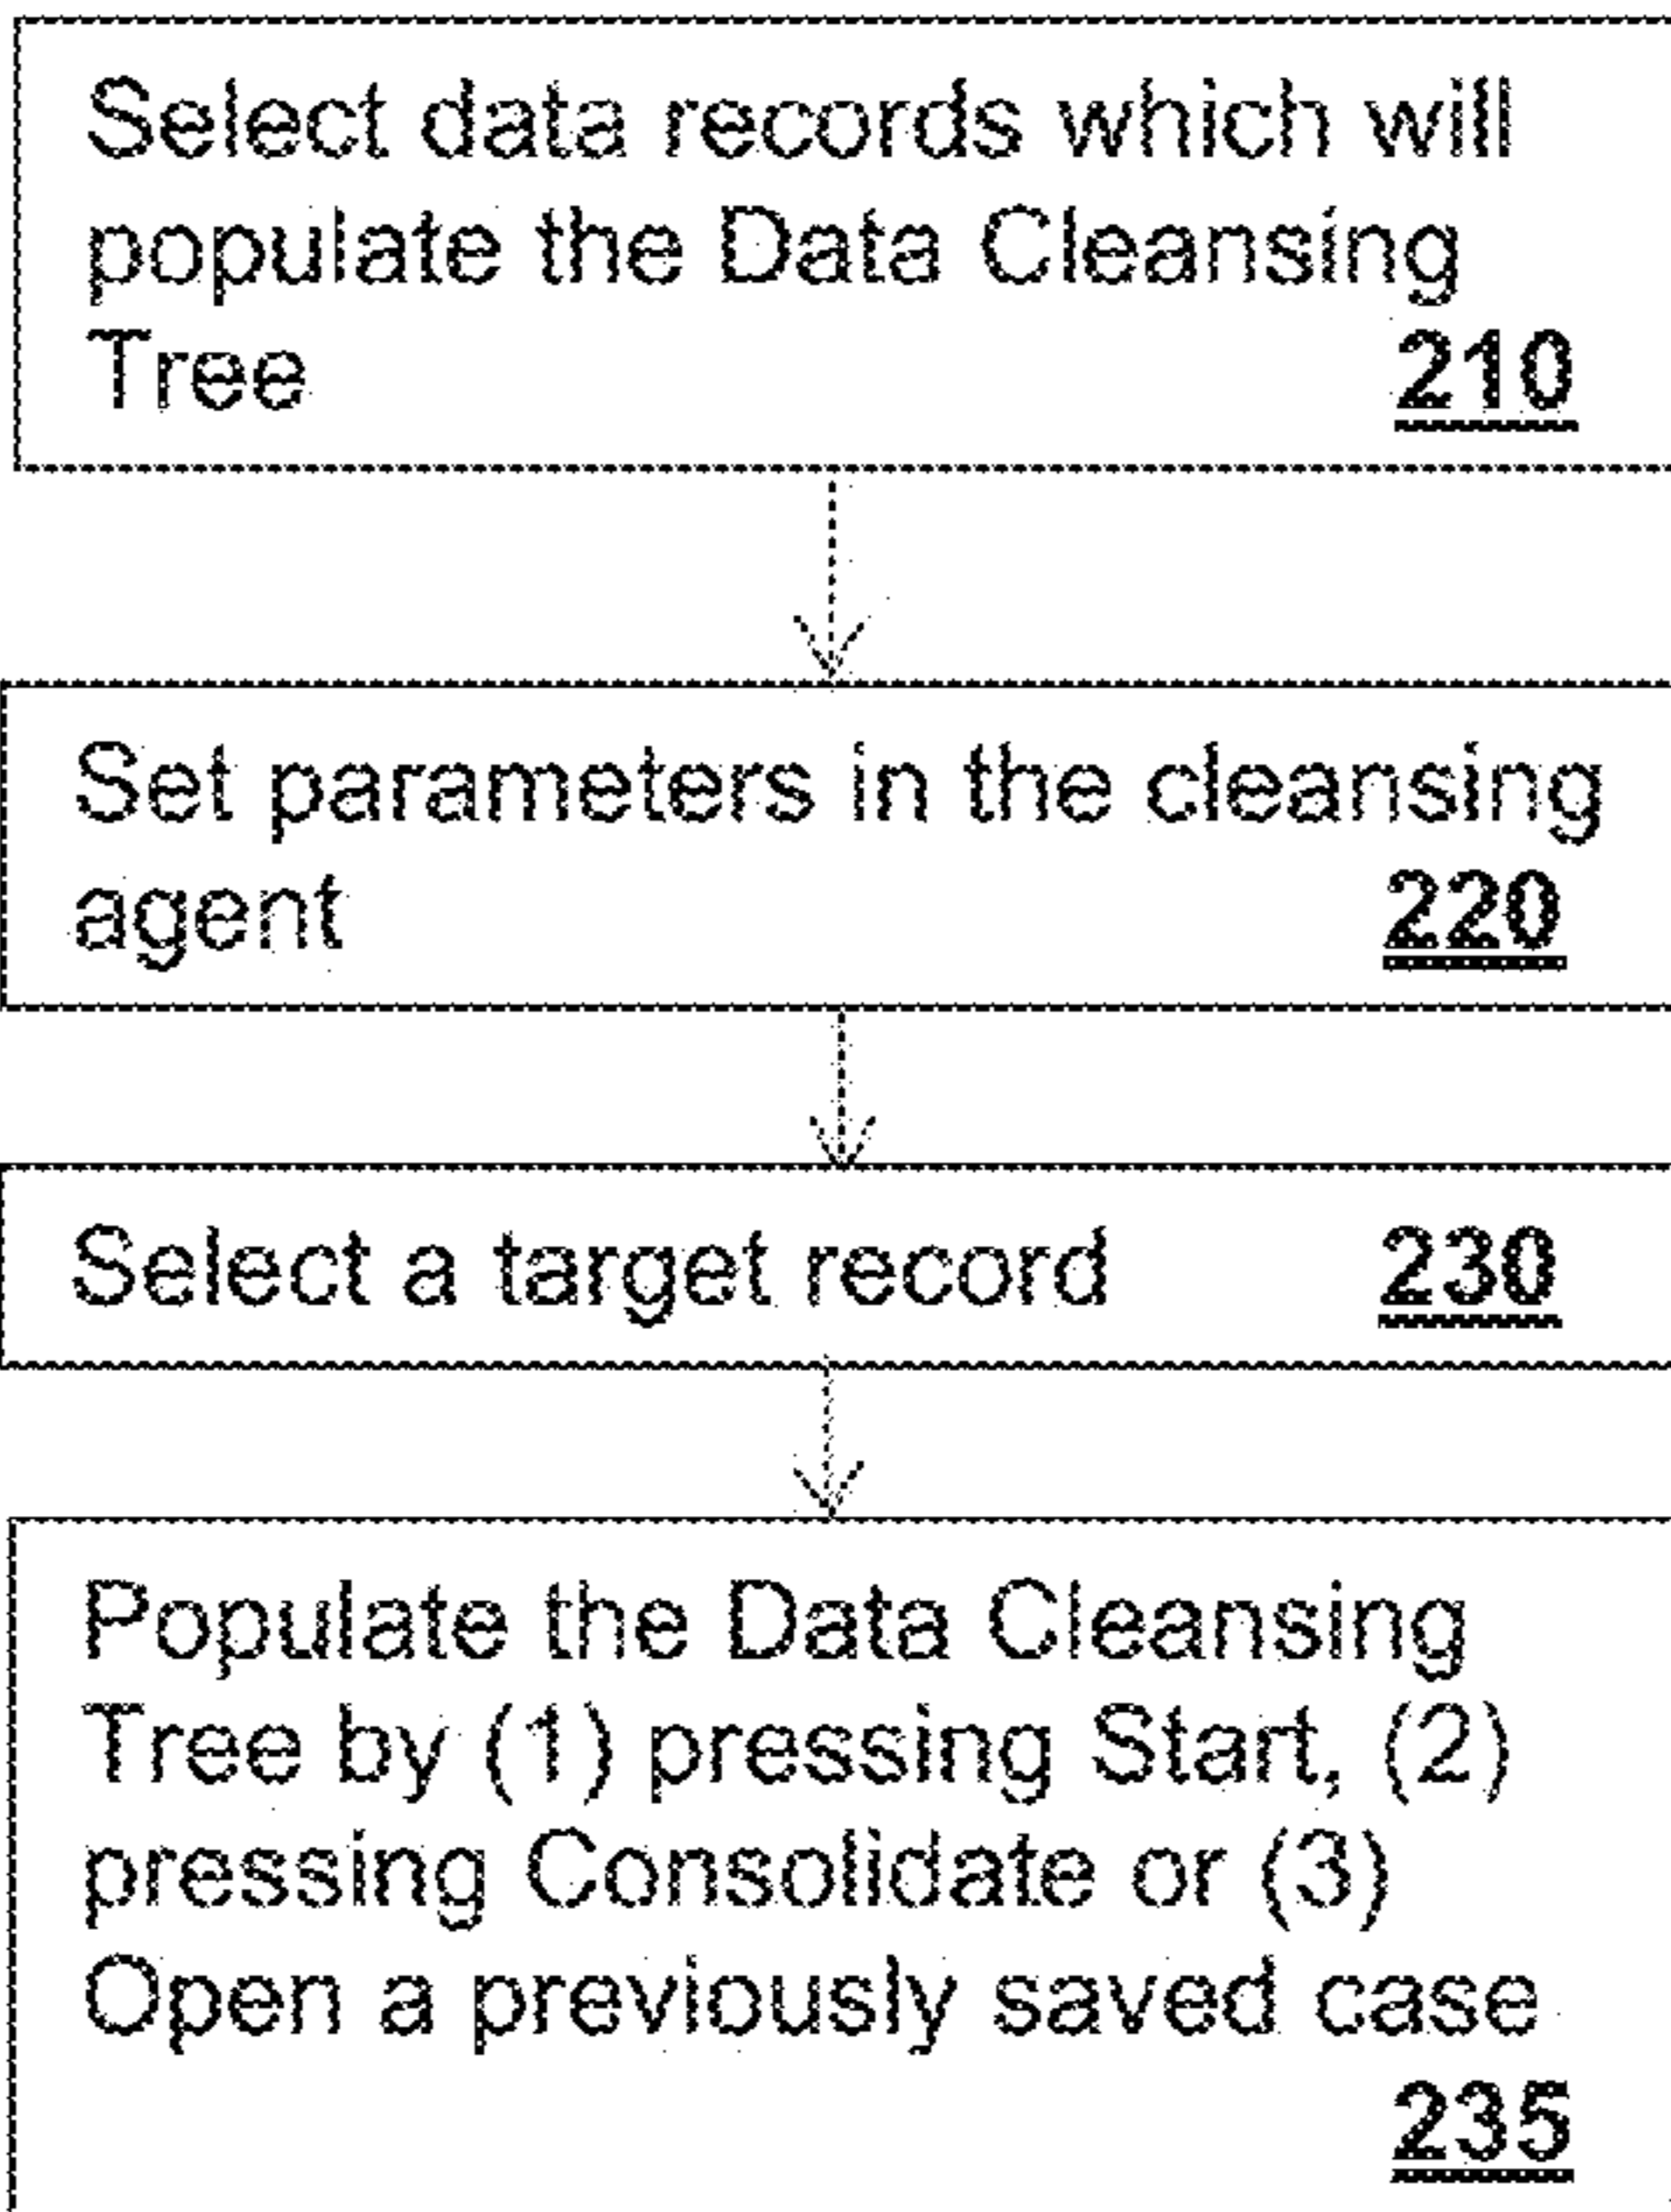 Select data records which will
populate the Data Cleansing
Tree 210
Set parameters in the cleansing
agent 220
Select a target record 230
Populate the Data Cleansing
Tree by (1) pressing Start, (2)
pressing Consolidate or (3)
Open a previously saved case
235